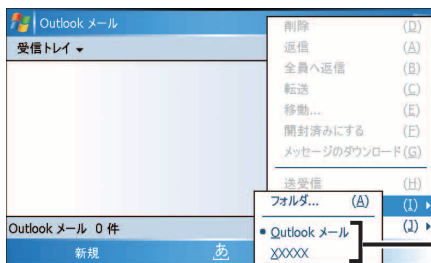 Outlook メール
受信トレイ
削除 (D)
返信 (A)
全員へ返信 (B)
転送 (C)
移動... (E)
開封済みにする (F)
メッセージのダウンロード (G)
送受信 (H)
(I)
(J)
フォルダ... (A)
Outlook メール
XXXXX
Outlook メール 0 件
新規
あ